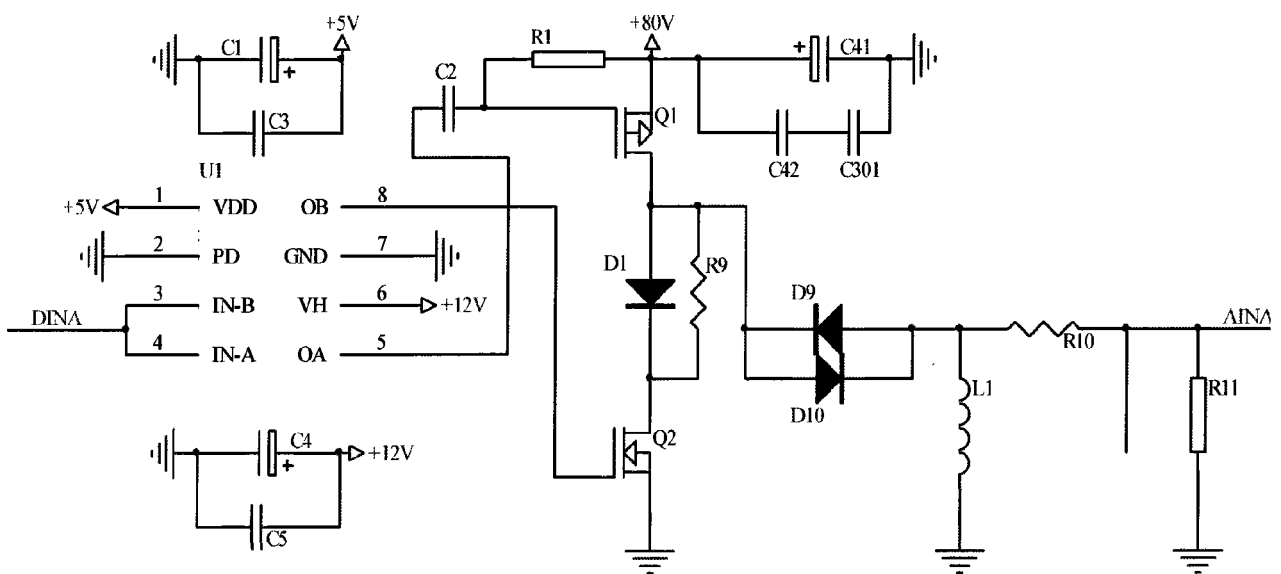 +5V
C1
+
C3
+80V
R1
C2
Q1
+
C41
C42
C301
U1
+5V
1
VDD
OB
8
2
PD
GND
7
3
IN-B
VH
6
+12V
DINA
4
IN-A
OA
5
D1
R9
D9
D10
L1
R10
AINA
R11
Q2
C4
+
+12V
C5